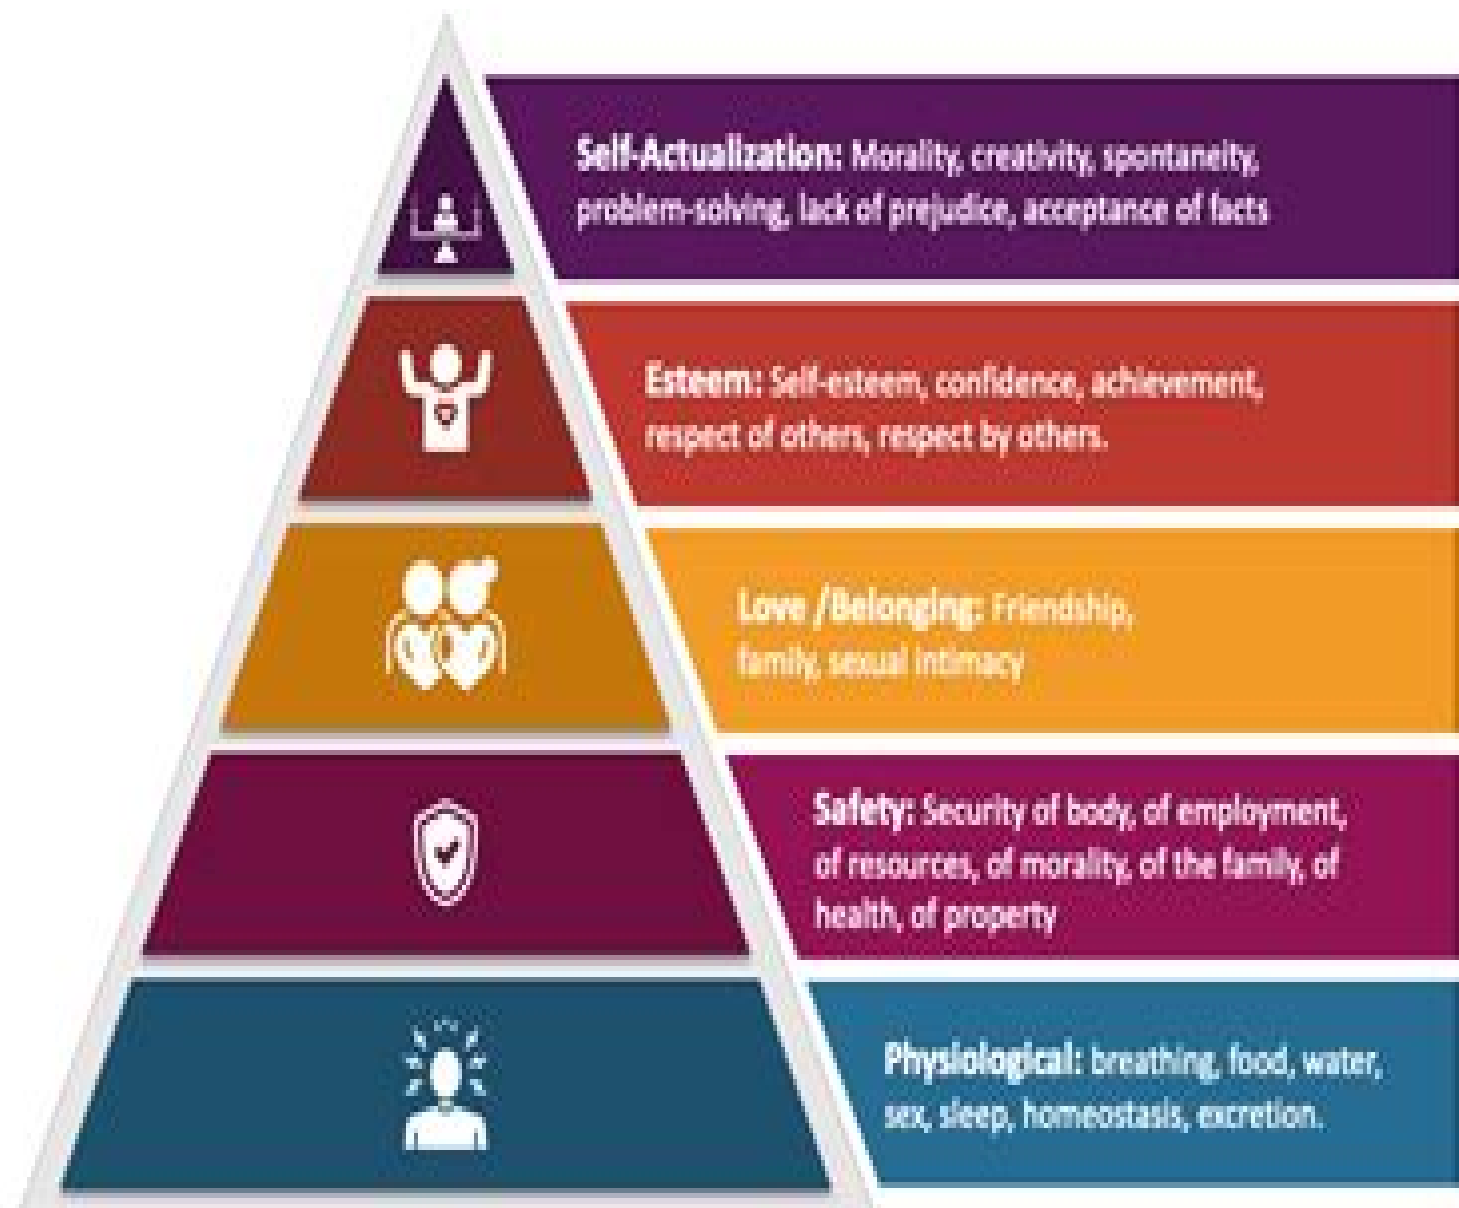 Self-Actualization: Morality, creativity, spontaneity,
problem-solving, lack of prejudice, acceptance of facts
Esteem: Self-esteem, confidence, achievement,
respect of others, respect by others.
Love /Belonging: Friendship,
family, sexual intimacy
Safety: Security of body, of employment,
of resources, of morality, of the family, of
health, of property
Physiological: breathing, food, water,
sex, sleep, homeostasis, excretion.